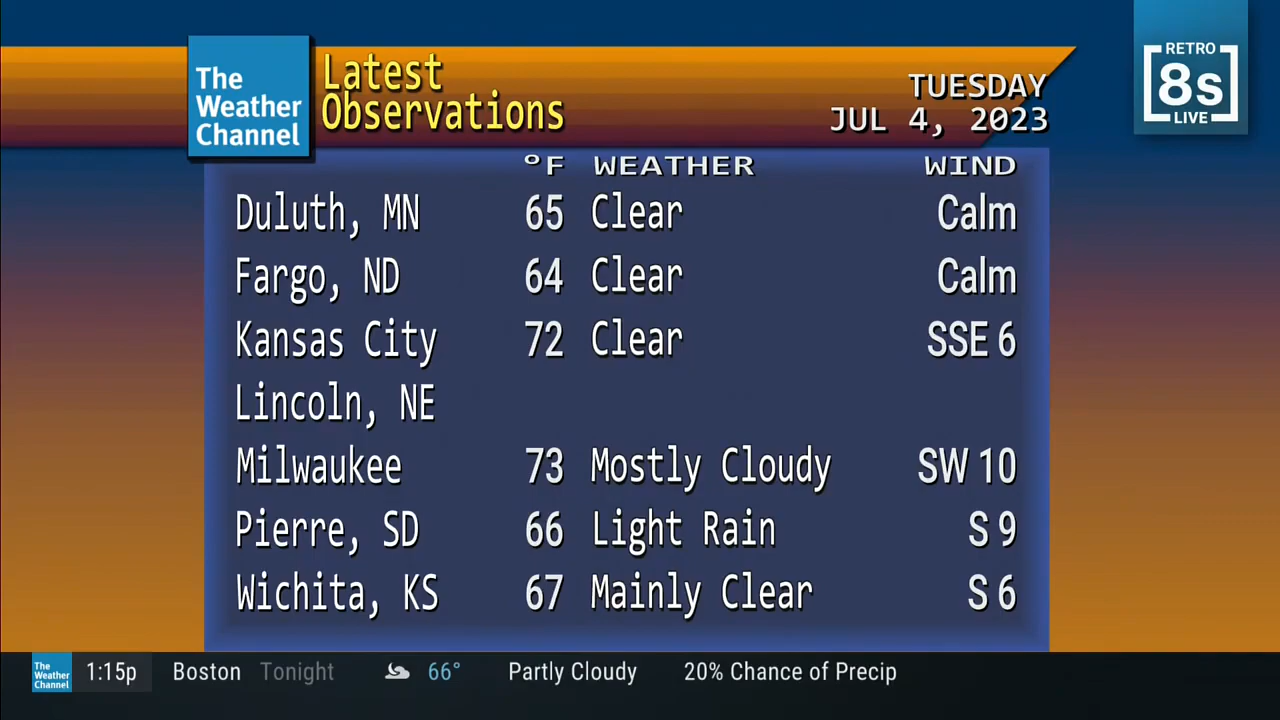 The
Weather
Channel
Latest
Observations
TUESDAY
JUL 4, 2023
RETRO
8s
LIVE
°F WEATHER WIND
Duluth, MN 65 Clear Calm
Fargo, ND 64 Clear Calm
Kansas City 72 Clear SSE 6
Lincoln, NE
Milwaukee 73 Mostly Cloudy SW 10
Pierre, SD 66 Light Rain S 9
Wichita, KS 67 Mainly Clear S 6
The
Weather
Channel
1:15p Boston Tonight 66° Partly Cloudy 20% Chance of Precip